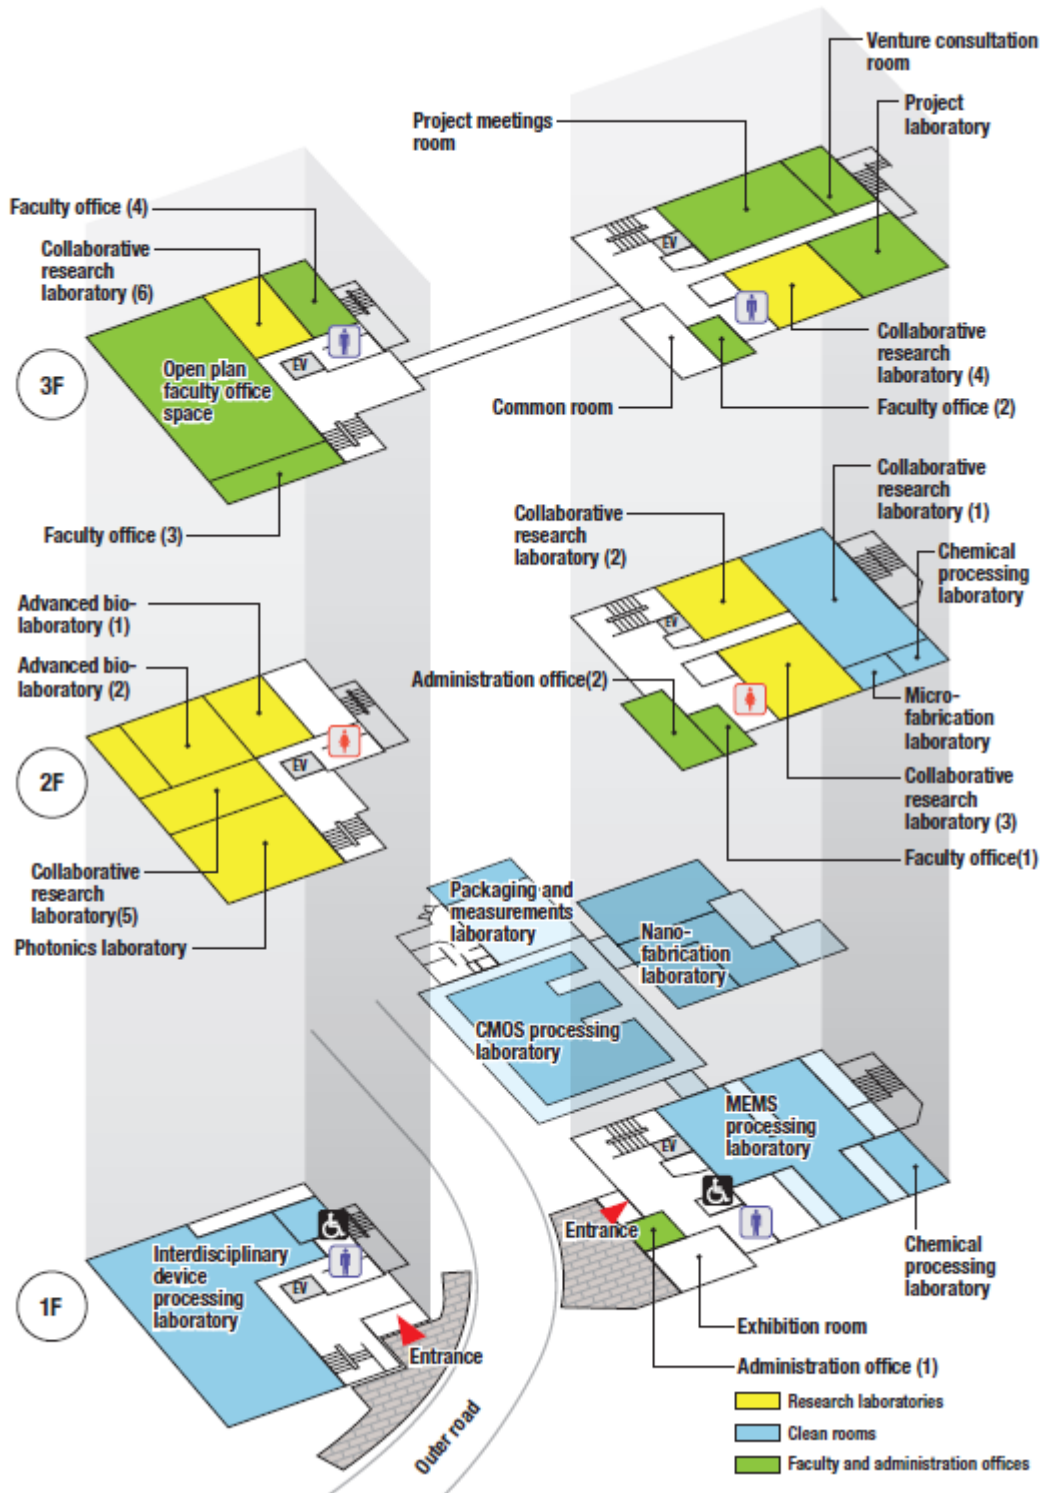 Venture consultation
room
Project
laboratory
Project meetings
room
EV
Faculty office (4)
Collaborative
research
laboratory (6)
Open plan
faculty office
space
EV
3F
Faculty office (3)
Common room
Collaborative
research
laboratory (4)
Faculty office (2)
Collaborative
research
laboratory (1)
Collaborative
research
laboratory (2)
Chemical
processing
laboratory
EV
Advanced bio-
laboratory (1)
Advanced bio-
laboratory (2)
EV
2F
Administration office(2)
Micro-
fabrication
laboratory
Collaborative
research
laboratory (3)
Faculty office(1)
Collaborative
research
laboratory(5)
Photonics laboratory
Packaging and
measurements
laboratory
Nano-
fabrication
laboratory
CMOS processing
laboratory
MEMS
processing
laboratory
EV
Entrance
Interdisciplinary
device
processing
laboratory
EV
1F
Entrance
Chemical
processing
laboratory
Exhibition room
Administration office (1)
Outer road
Research laboratories
Clean rooms
Faculty and administration offices